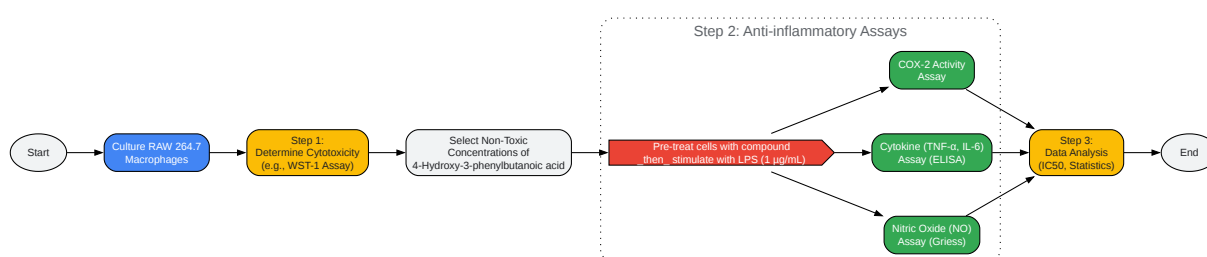 Step 2: Anti-inflammatory Assays
Start
Culture RAW 264.7
Macrophages
Step 1:
Determine Cytotoxicity
(e.g., WST-1 Assay)
Select Non-Toxic
Concentrations of
4-Hydroxy-3-phenylbutanoic acid
Pre-treat cells with compound
_then_ stimulate with LPS (1 µg/mL)
COX-2 Activity
Assay
Cytokine (TNF-α, IL-6)
Assay (ELISA)
Nitric Oxide (NO)
Assay (Griess)
Step 3:
Data Analysis
(IC50, Statistics)
End